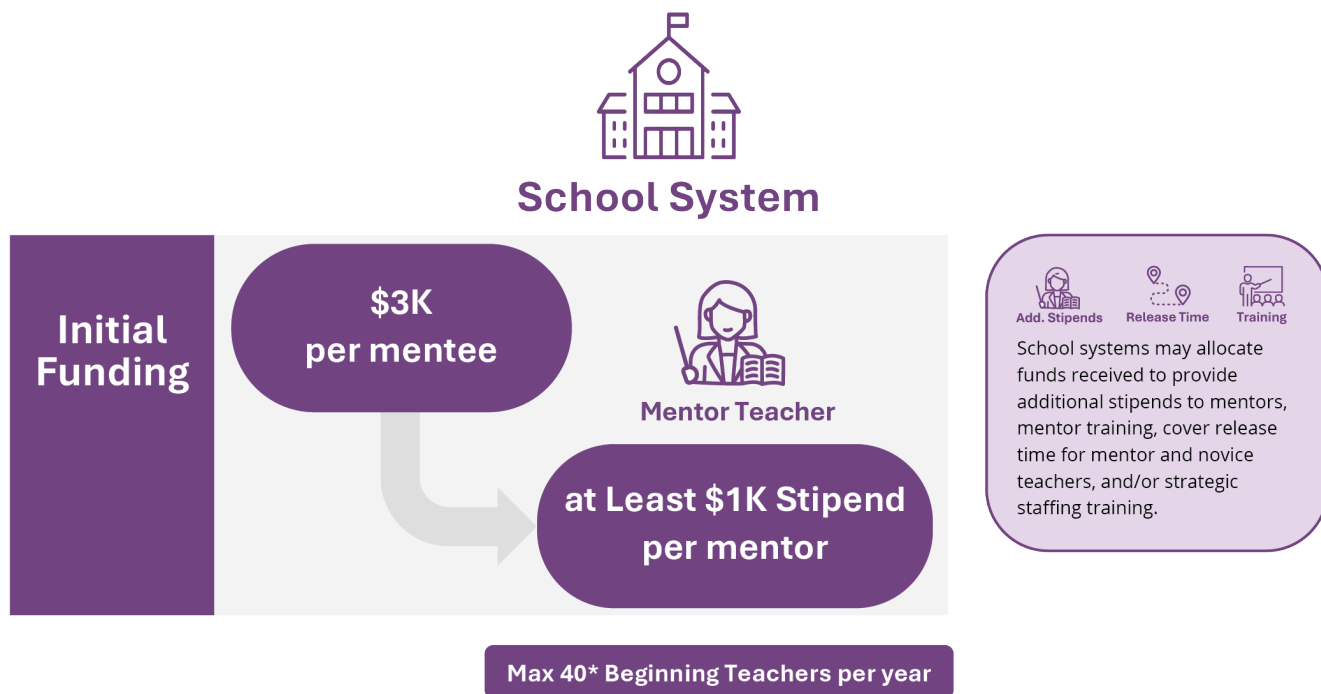 School System
Initial
Funding
$3K
per mentee
Mentor Teacher
at Least $1K Stipend
per mentor
Add. Stipends
Release Time
Training
School systems may allocate
funds received to provide
additional stipends to mentors,
mentor training, cover release
time for mentor and novice
teachers, and/or strategic
staffing training.
Max 40* Beginning Teachers per year